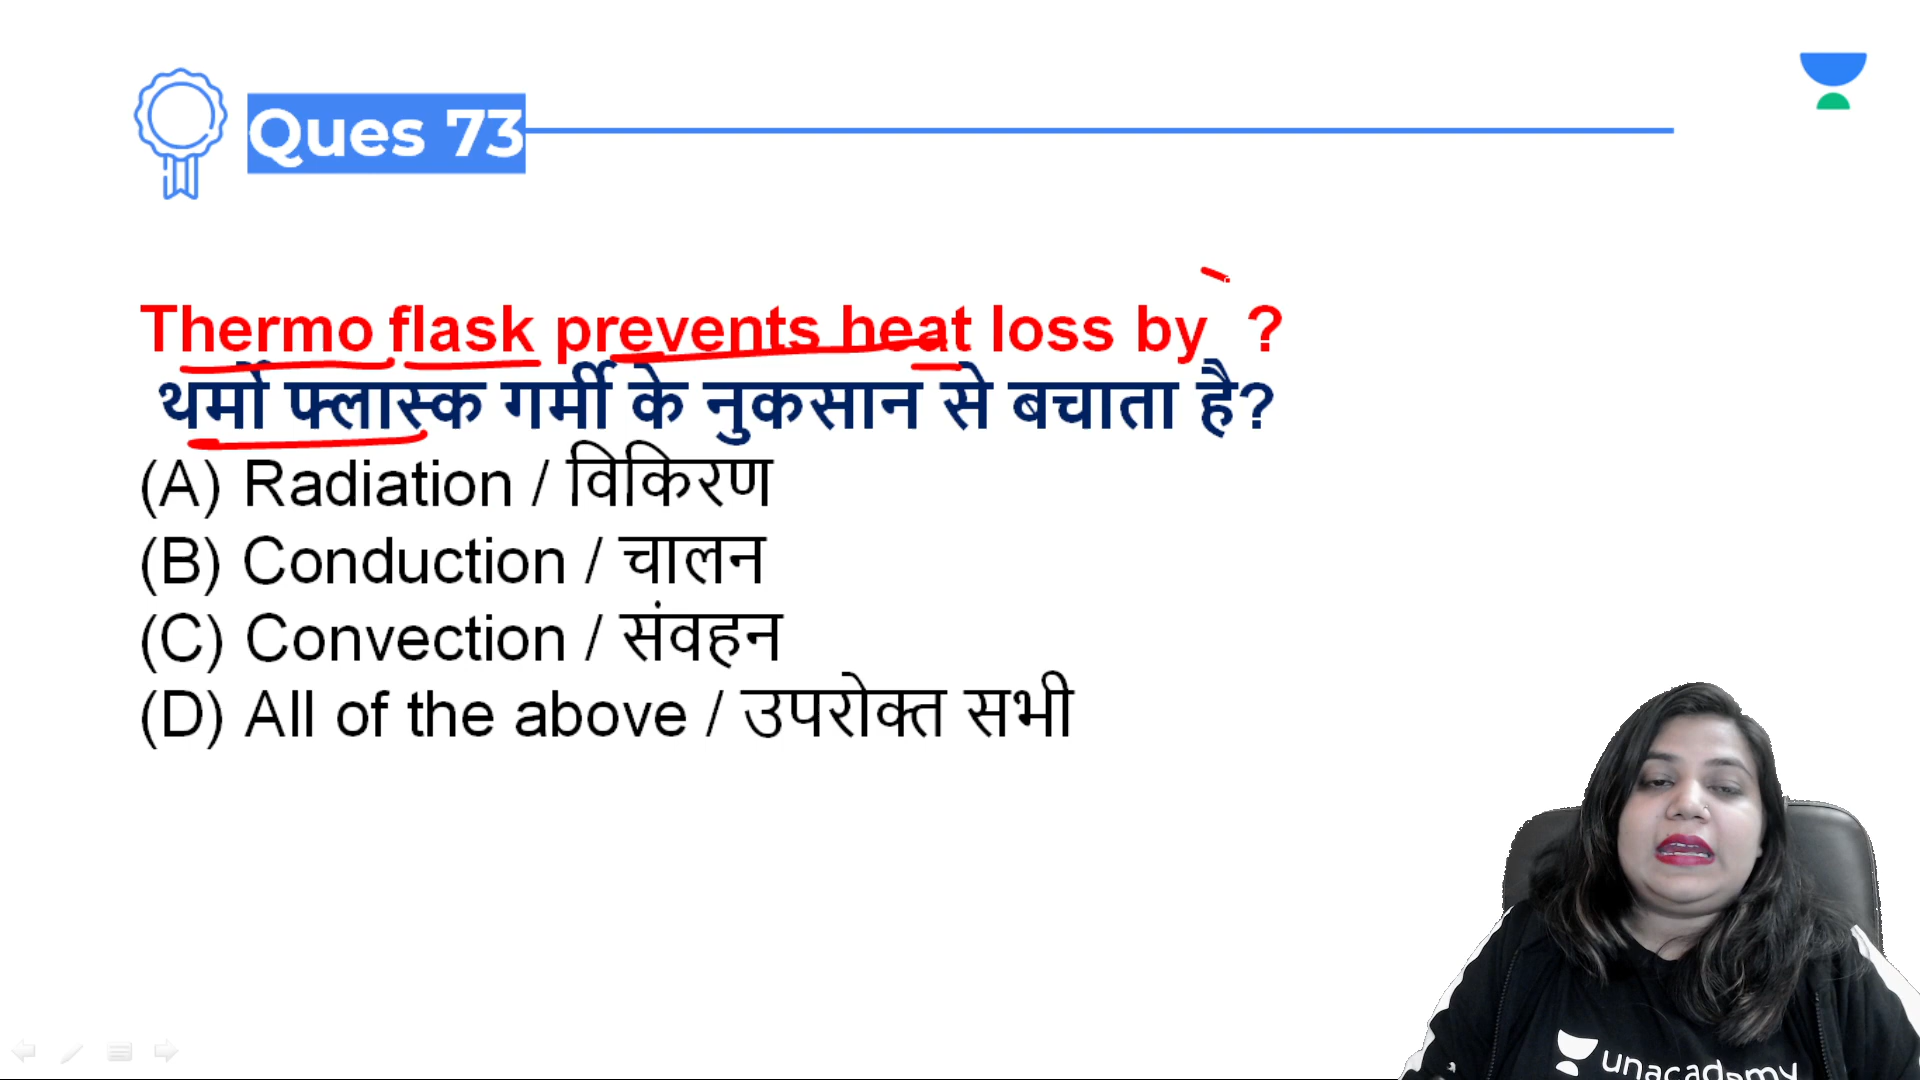 Ques 73
Thermo flask prevents heat loss by ?
थर्मो फ्लास्क गर्मी के नुकसान से बचाता है?
(A) Radiation / विकिरण
(B) Conduction / चालन
(C) Convection / संवहन
(D) All of the above / उपरोक्त सभी
unacademy